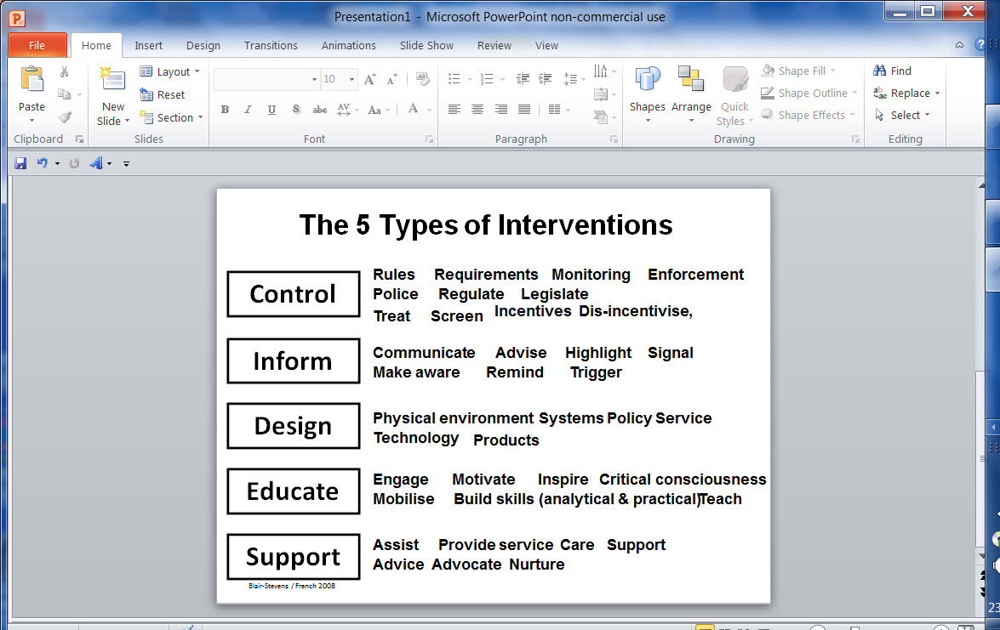 Presentation1 - Microsoft PowerPoint non-commercial use
File Home Insert Design Transitions Animations Slide Show Review View
Paste
Clipboard
New Slide
Layout
Reset
Section
Slides
10
B I U S abc AV Aa A
Font
Paragraph
Shapes
Arrange
Quick Styles
Shape Fill
Shape Outline
Shape Effects
Drawing
Find
Replace
Select
Editing
The 5 Types of Interventions
Control
Rules Requirements Monitoring Enforcement
Police Regulate Legislate
Treat Screen Incentives Dis-incentivise,
Inform
Communicate Advise Highlight Signal
Make aware Remind Trigger
Design
Physical environment Systems Policy Service
Technology Products
Educate
Engage Motivate Inspire Critical consciousness
Mobilise Build skills (analytical & practical)Teach
Support
Assist Provide service Care Support
Advice Advocate Nurture
Blair-Stevens / French 2008
23